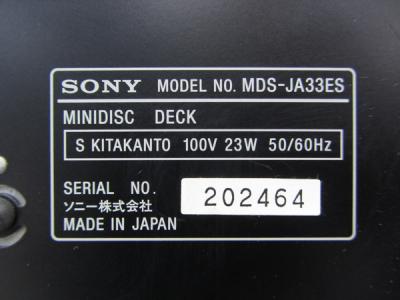 SONY MODEL NO. MDS-JA33ES
MINIDISC DECK
S KITAKANTO 100V 23W 50/60Hz
SERIAL NO. 202464
ソニー株式会社
MADE IN JAPAN